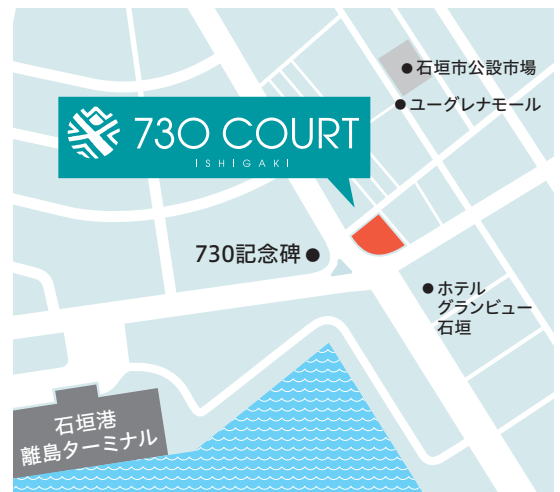 石垣市公設市場
ユーグレナモール
730 COURT
ISHIGAKI
730記念碑
ホテル
グランビュー
石垣
石垣港
離島ターミナル